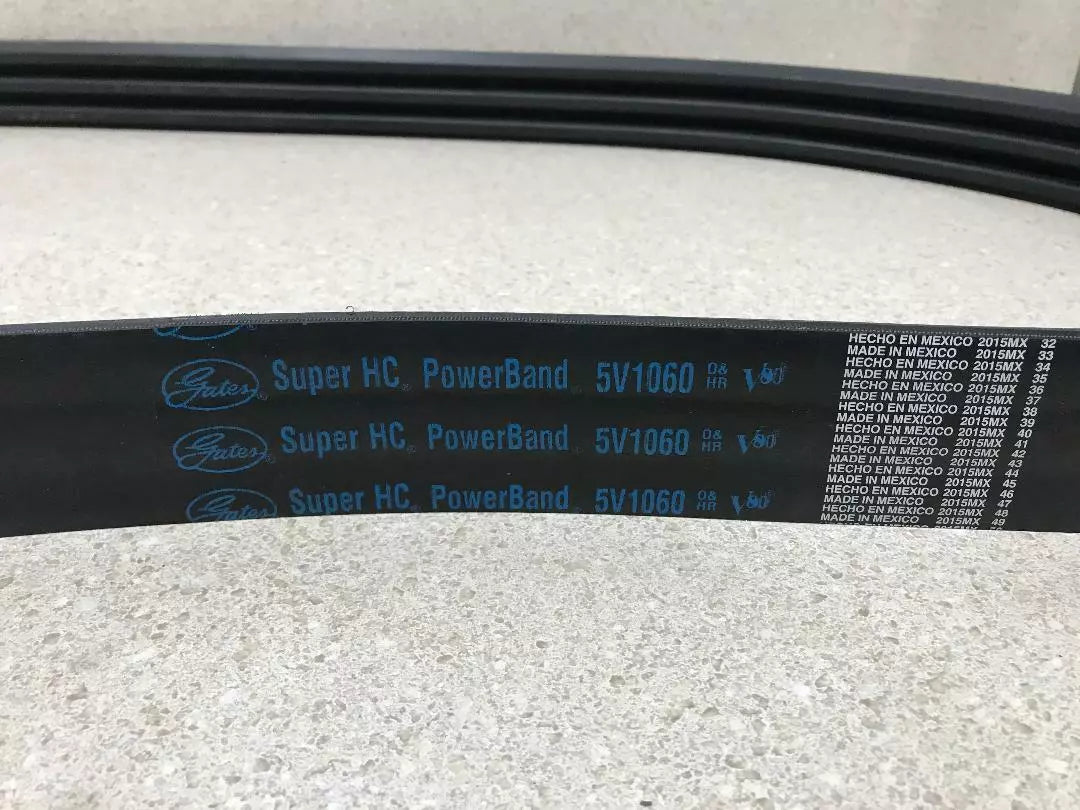 Gates® Super HC® PowerBand® 5V1060 O& HR V80®
Gates® Super HC® PowerBand® 5V1060 O& HR V80®
Gates Super HC® PowerBand 5V1060 O& HR V80
HECHO EN MEXICO 2015MX 32
MADE IN MEXICO 2015MX 33
HECHO EN MEXICO 2015MX 34
MADE IN MEXICO 2015MX 35
HECHO EN MEXICO 2015MX 36
MADE IN MEXICO 2015MX 37
HECHO EN MEXICO 2015MX 38
MADE IN MEXICO 2015MX 39
HECHO EN MEXICO 2015MX 40
MADE IN MEXICO 2015MX 41
HECHO EN MEXICO 2015MX 42
MADE IN MEXICO 2015MX 43
HECHO EN MEXICO 2015MX 44
MADE IN MEXICO 2015MX 45
HECHO EN MEXICO 2015MX 46
MADE IN MEXICO 2015MX 47
HECHO EN MEXICO 2015MX 48
MADE IN MEXICO 2015MX 49